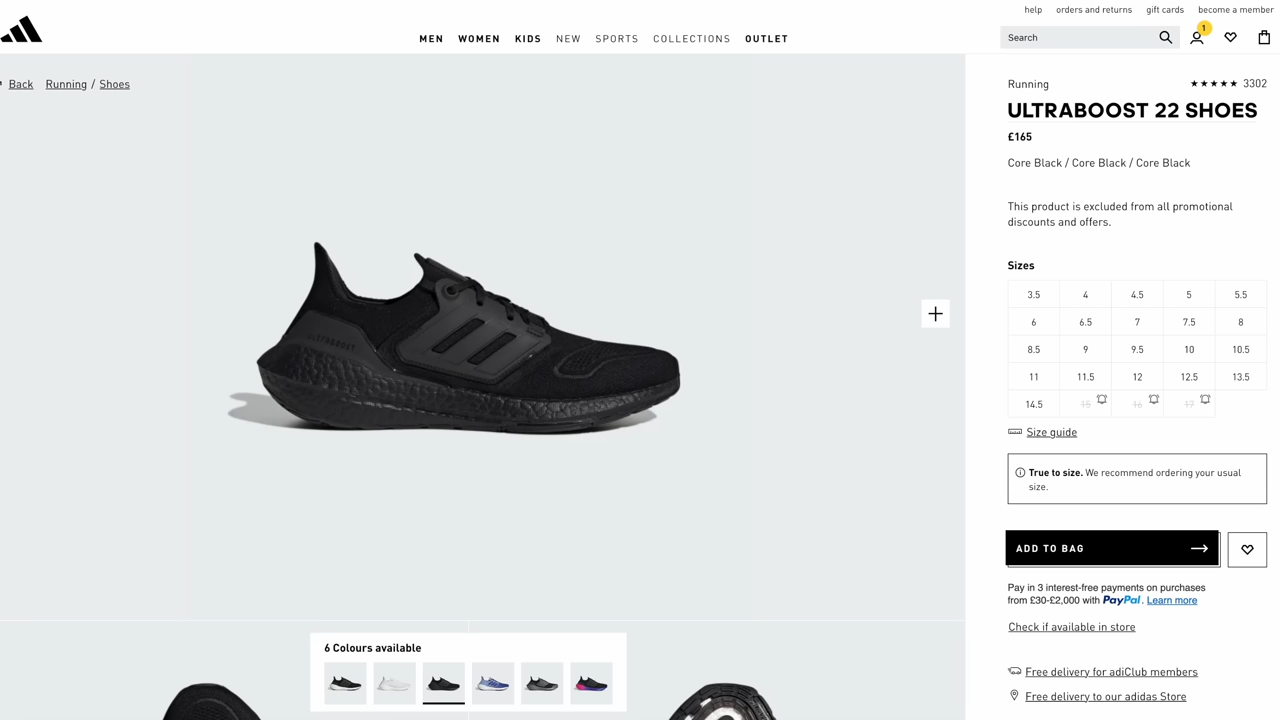 help orders and returns gift cards become a member
MEN WOMEN KIDS NEW SPORTS COLLECTIONS OUTLET
Search
1
Back Running / Shoes
Running ★★★★★ 3302
ULTRABOOST 22 SHOES
£165
Core Black / Core Black / Core Black
This product is excluded from all promotional
discounts and offers.
Sizes
3.5 4 4.5 5 5.5
6 6.5 7 7.5 8
8.5 9 9.5 10 10.5
11 11.5 12 12.5 13.5
14.5 15 16 17
Size guide
True to size. We recommend ordering your usual
size.
ADD TO BAG
Pay in 3 interest-free payments on purchases
from £30-£2,000 with PayPal. Learn more
Check if available in store
Free delivery for adiClub members
Free delivery to our adidas Store
ULTRABOOST
6 Colours available